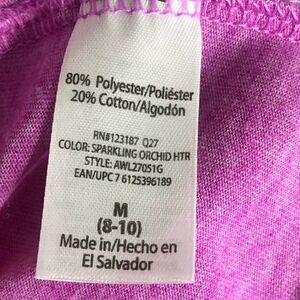 80% Polyester/Poliéster
20% Cotton/Algodón
RN#123187 Q27
COLOR: SPARKLING ORCHID HTR
STYLE: AWL27051G
EAN/UPC 7 6125396189
M
(8-10)
Made in/Hecho en
El Salvador